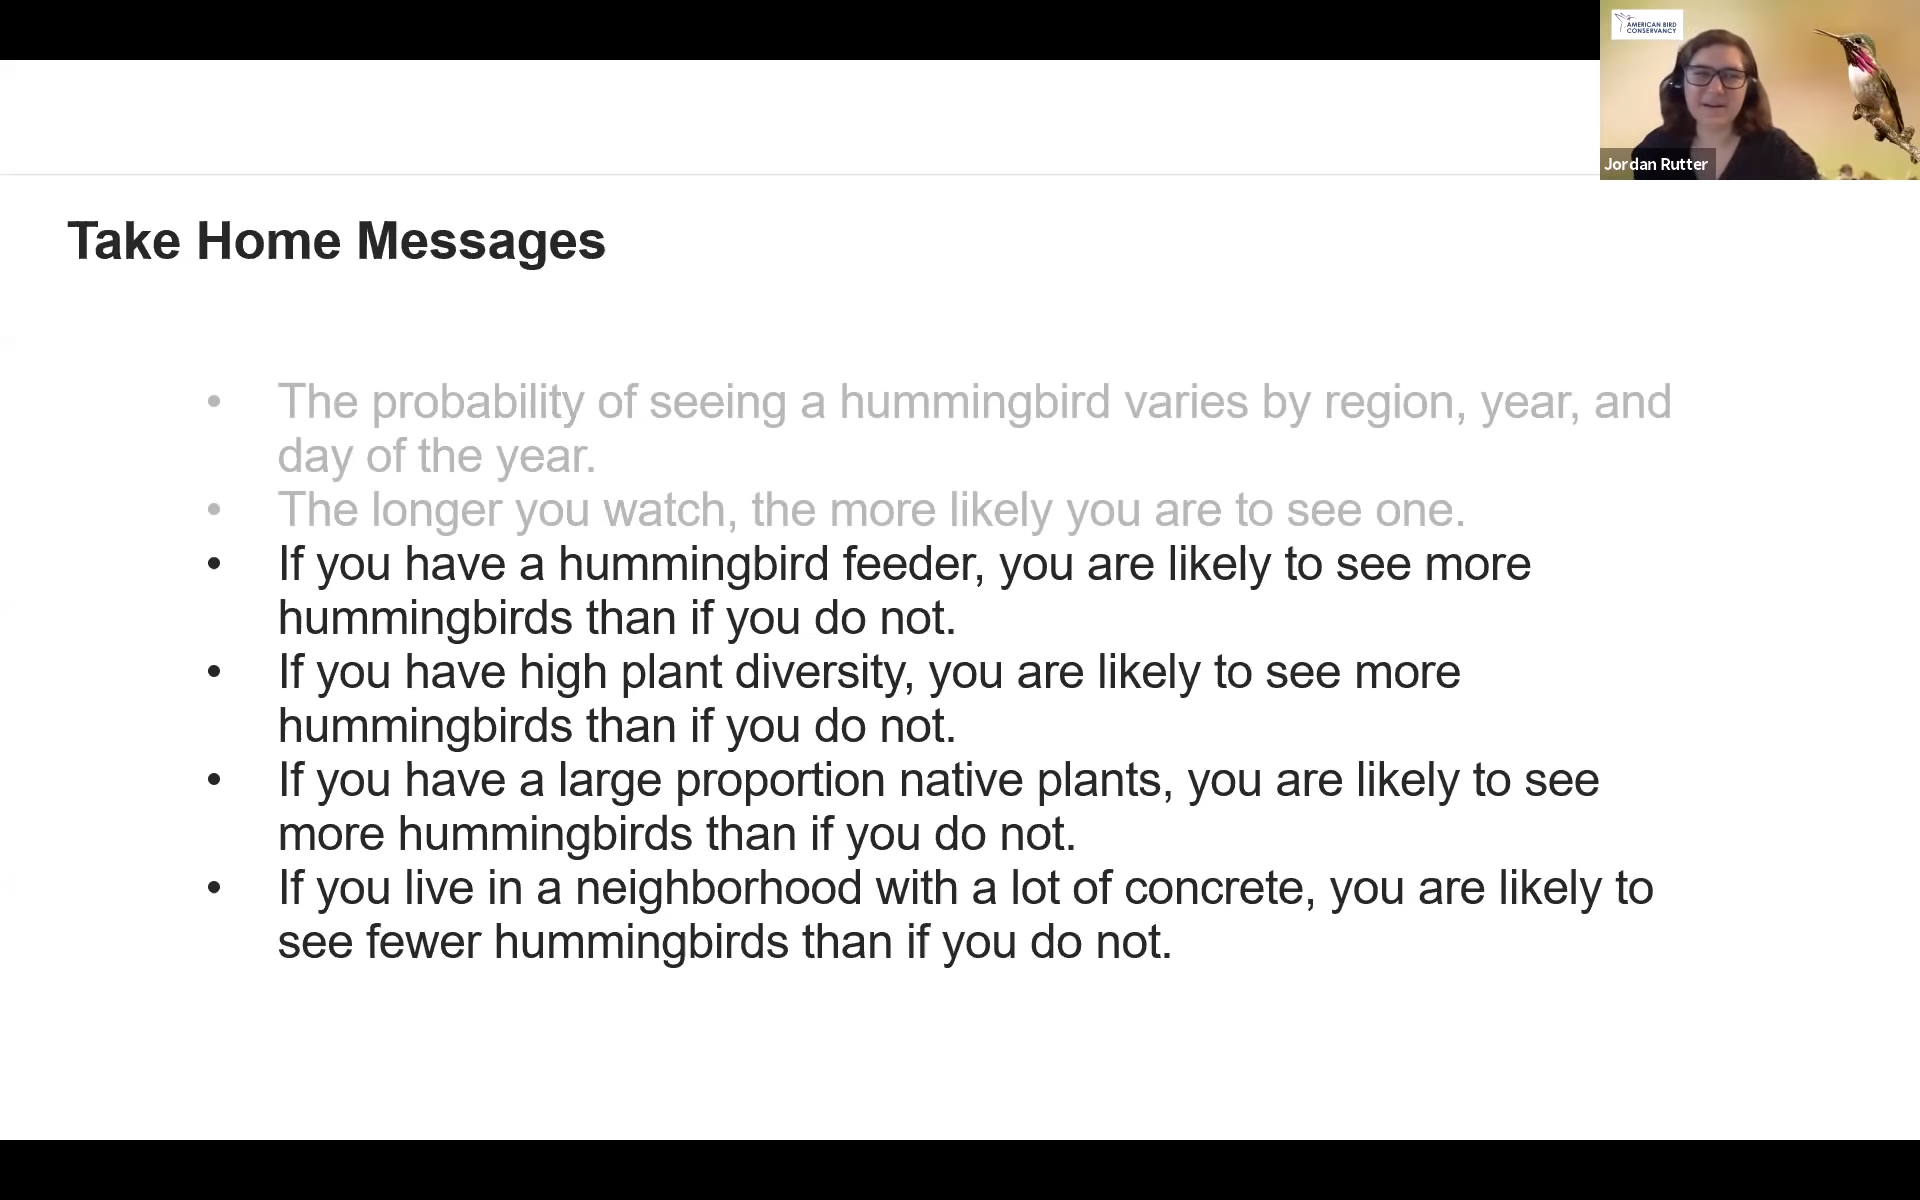 AMERICAN BIRD
CONSERVANCY
Jordan Rutter
Take Home Messages
• The probability of seeing a hummingbird varies by region, year, and
day of the year.
• The longer you watch, the more likely you are to see one.
• If you have a hummingbird feeder, you are likely to see more
hummingbirds than if you do not.
• If you have high plant diversity, you are likely to see more
hummingbirds than if you do not.
• If you have a large proportion native plants, you are likely to see
more hummingbirds than if you do not.
• If you live in a neighborhood with a lot of concrete, you are likely to
see fewer hummingbirds than if you do not.